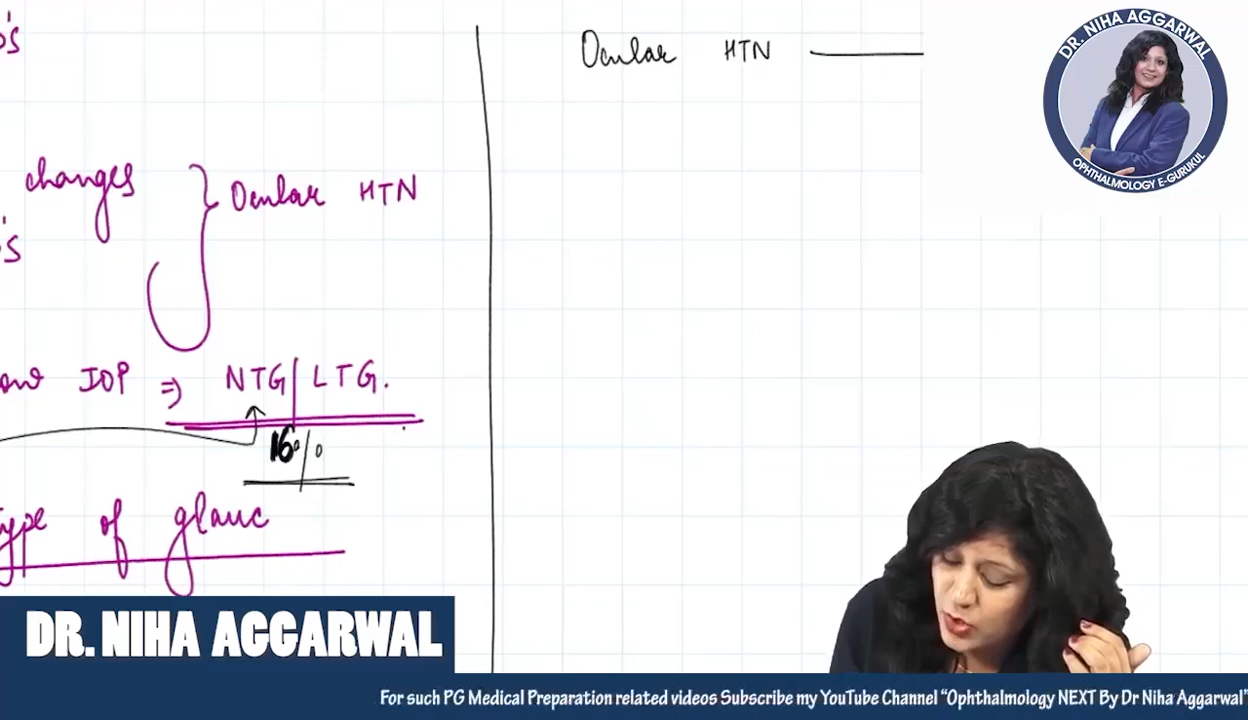 Ocular HTN
DR. NIHA AGGARWAL
OPHTHALMOLOGY E-GURUKUL
changes
Ocular HTN
IOP ⇒ NTG/LTG.
16%
type of glauc
DR. NIHA AGGARWAL
For such PG Medical Preparation related videos Subscribe my YouTube Channel “Ophthalmology NEXT By Dr Niha Aggarwal”